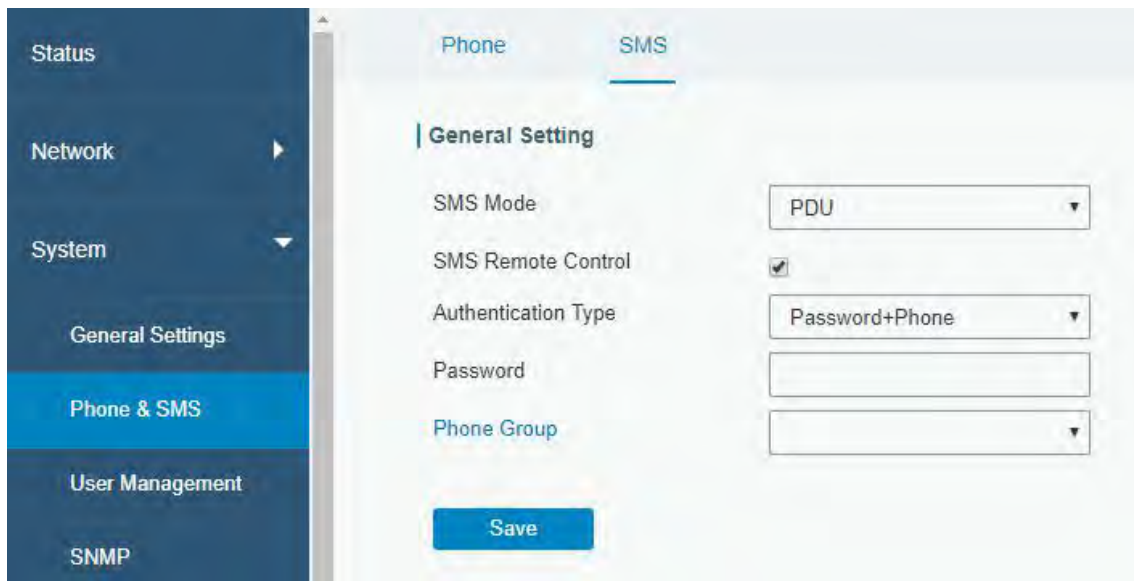 Status
Network
System
General Settings
Phone & SMS
User Management
SNMP
Phone SMS
General Setting
SMS Mode PDU
SMS Remote Control
Authentication Type Password+Phone
Password
Phone Group
Save